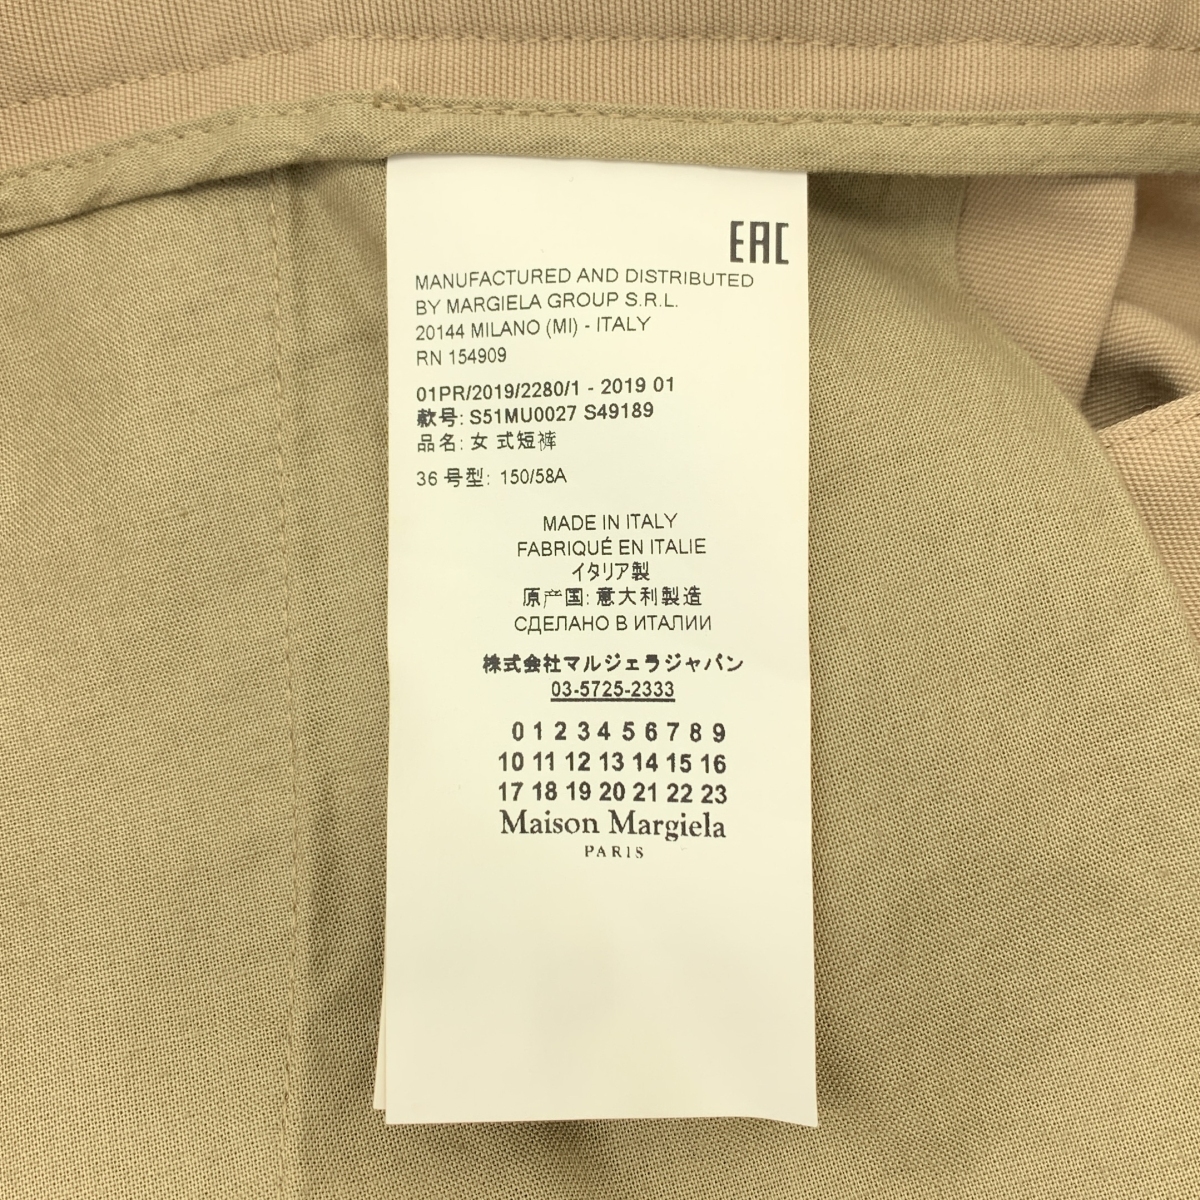 EAC
MANUFACTURED AND DISTRIBUTED
BY MARGIELA GROUP S.R.L.
20144 MILANO (MI) - ITALY
RN 154909
01PR/2019/2280/1 - 2019 01
款号: S51MU0027 S49189
品名: 女式短裤
36 号型: 150/58A
MADE IN ITALY
FABRIQUÉ EN ITALIE
イタリア製
原产国: 意大利製造
СДЕЛАНО В ИТАЛИИ
株式会社マルジェラジャパン
03-5725-2333
0 1 2 3 4 5 6 7 8 9
10 11 12 13 14 15 16
17 18 19 20 21 22 23
Maison Margiela
PARIS